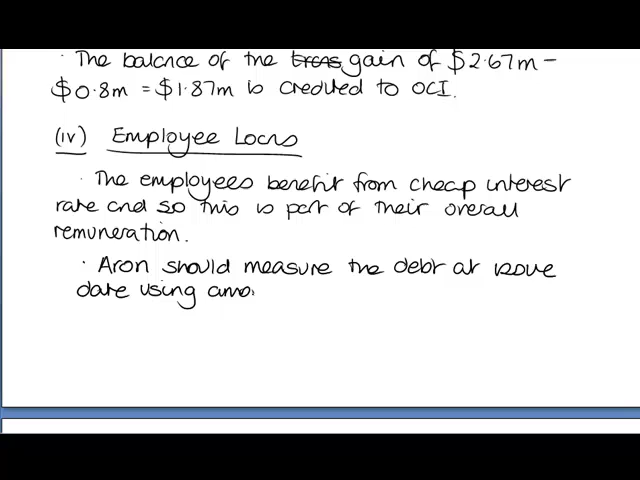 · The balance of the trans gain of $2.67m -
$0.8m = $1.87m is credited to OCI.
(iv) Employee Loans
· The employees benefit from cheap interest
rate and so this is part of their overall
remuneration.
· Aron should measure the debt at issue
date using amo